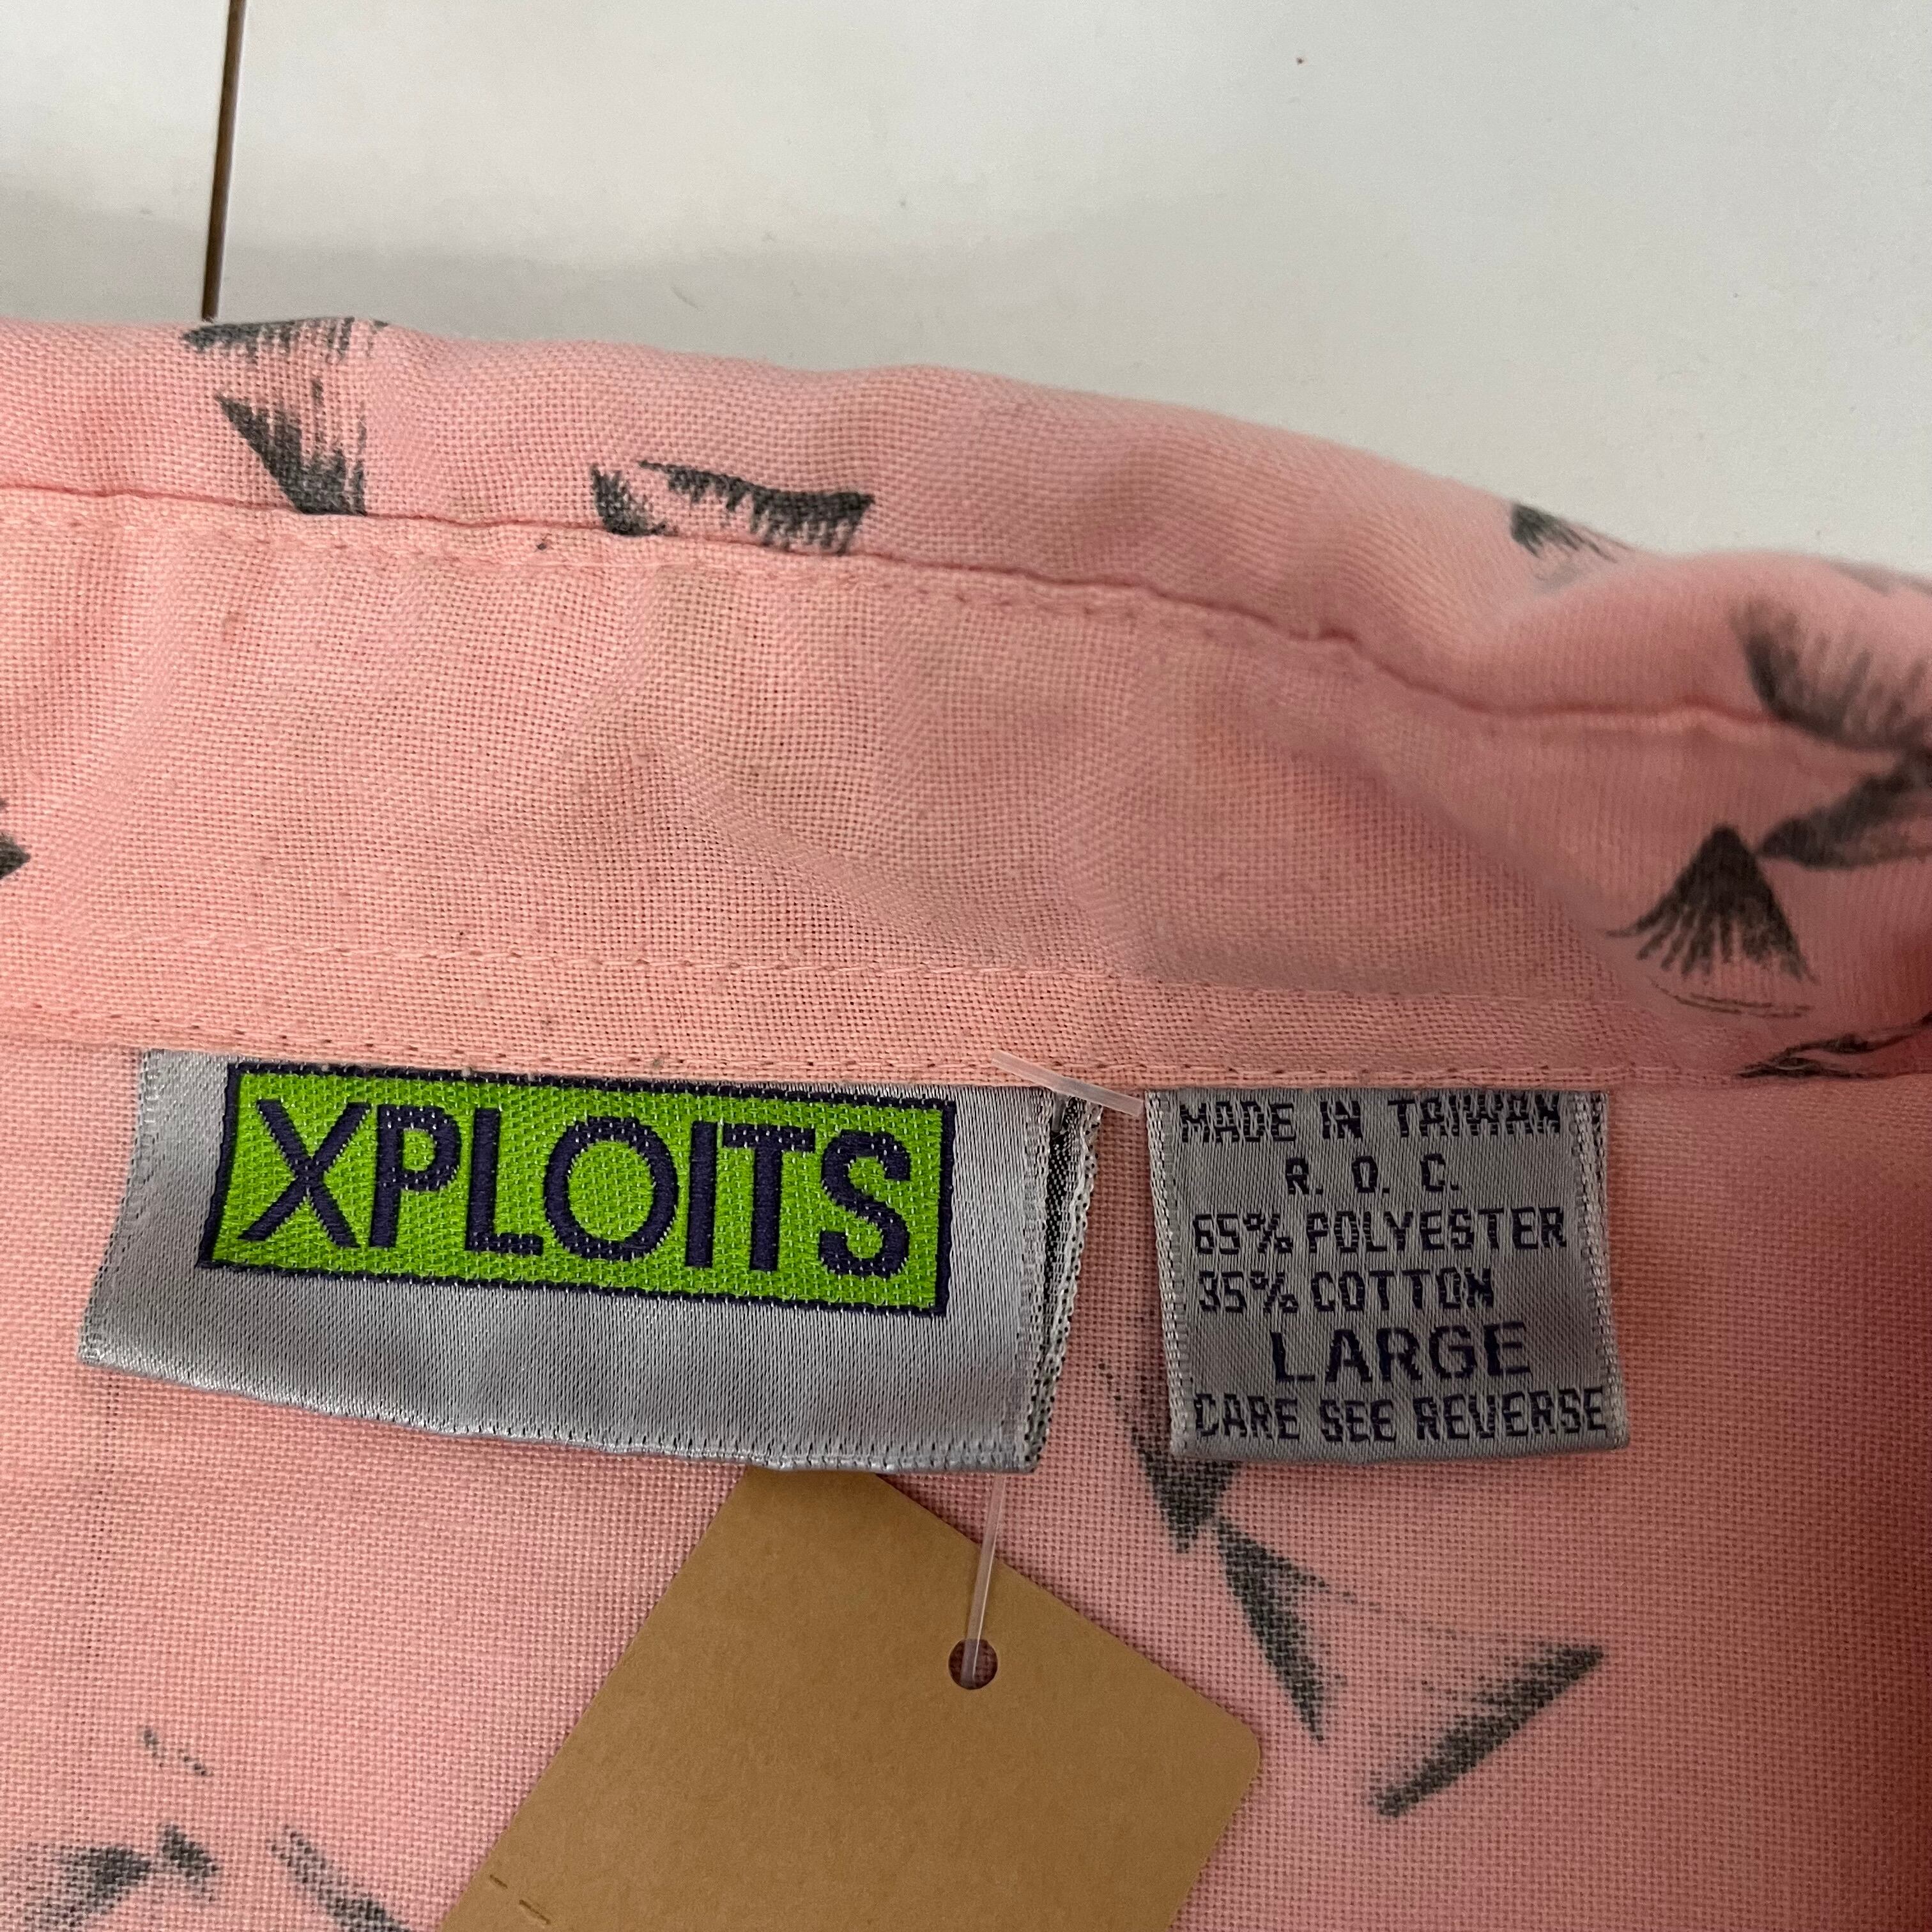 XPLOITS
MADE IN TAIWAN
R. O. C.
65% POLYESTER
35% COTTON
LARGE
CARE SEE REVERSE